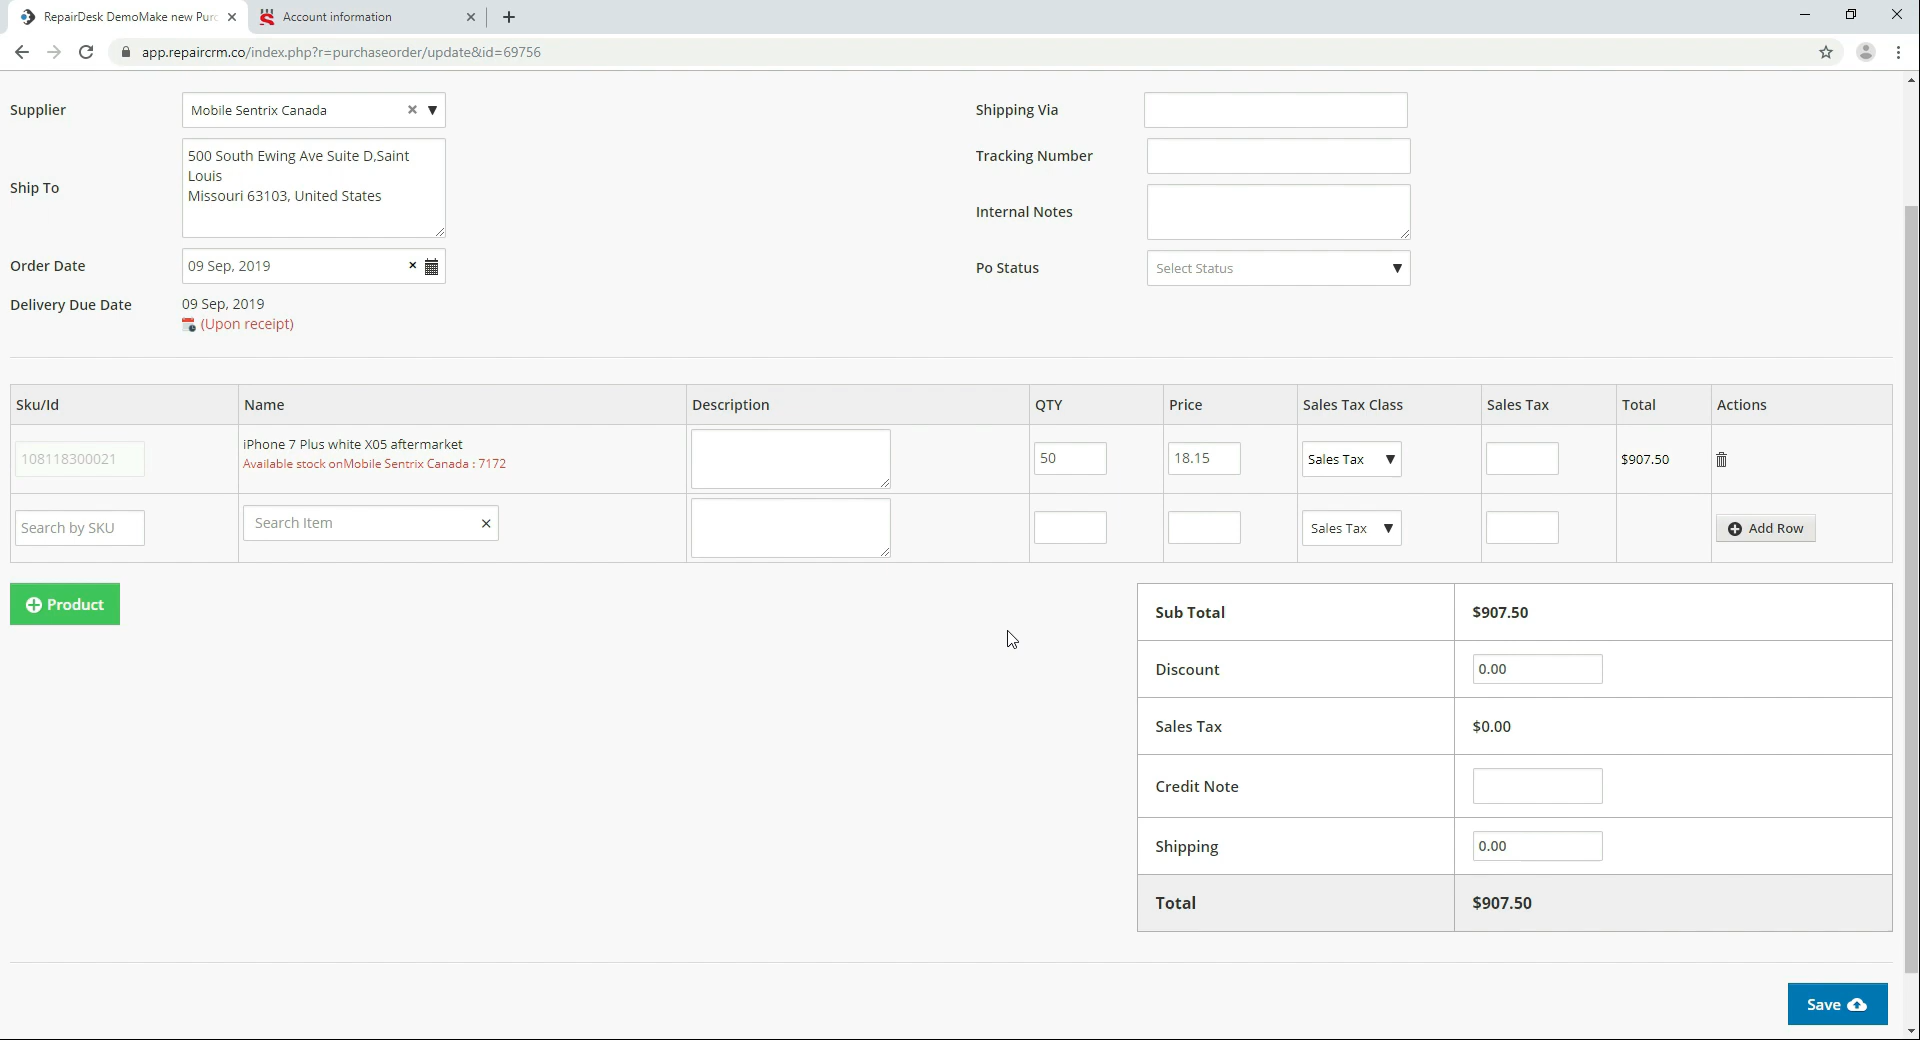 RepairDesk DemoMake new Purc
Account information
app.repaircrm.co/index.php?r=purchaseorder/update&id=69756
Supplier
Mobile Sentrix Canada
Shipping Via
Ship To
500 South Ewing Ave Suite D,Saint
Louis
Missouri 63103, United States
Tracking Number
Internal Notes
Order Date
09 Sep, 2019
Po Status
Select Status
Delivery Due Date
09 Sep, 2019
(Upon receipt)
Sku/Id
Name
Description
QTY
Price
Sales Tax Class
Sales Tax
Total
Actions
108118300021
iPhone 7 Plus white X05 aftermarket
Available stock onMobile Sentrix Canada : 7172
50
18.15
Sales Tax
$907.50
Search by SKU
Search Item
Sales Tax
Add Row
Product
Sub Total
$907.50
Discount
0.00
Sales Tax
$0.00
Credit Note
Shipping
0.00
Total
$907.50
Save